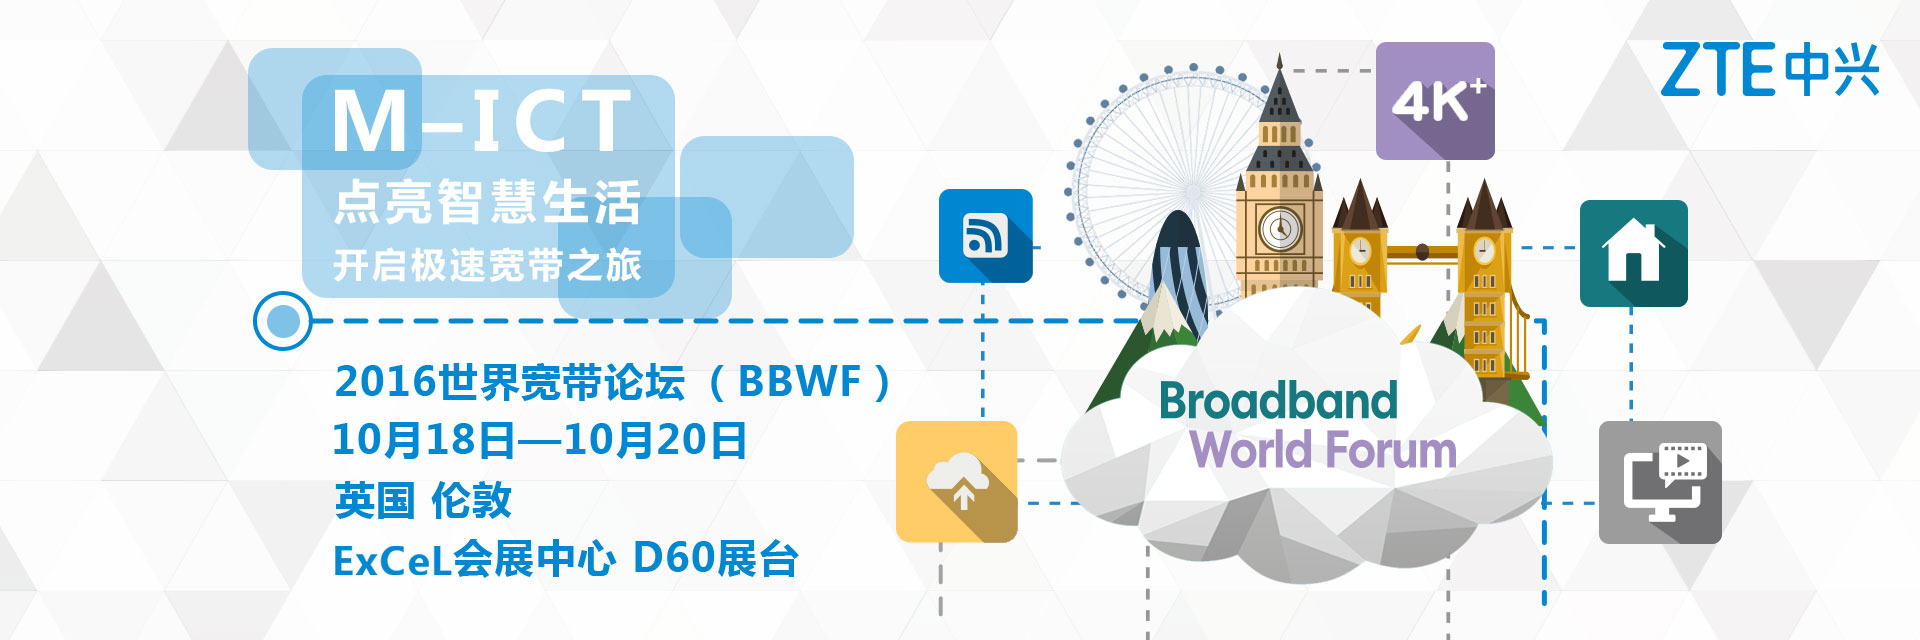 M–ICT
点亮智慧生活
开启极速宽带之旅
2016世界宽带论坛（BBWF）
10月18日—10月20日
英国 伦敦
ExCeL会展中心 D60展台
4K+
ZTE中兴
Broadband
World Forum